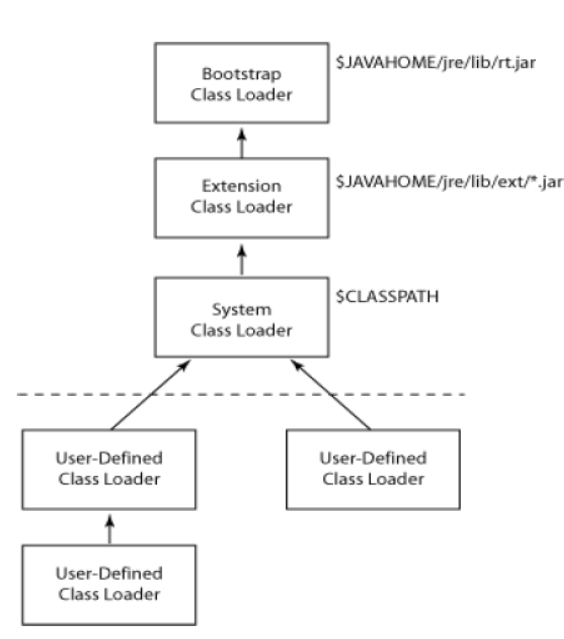 Bootstrap
Class Loader
$JAVAHOME/jre/lib/rt.jar
Extension
Class Loader
$JAVAHOME/jre/lib/ext/*.jar
System
Class Loader
$CLASSPATH
User-Defined
Class Loader
User-Defined
Class Loader
User-Defined
Class Loader